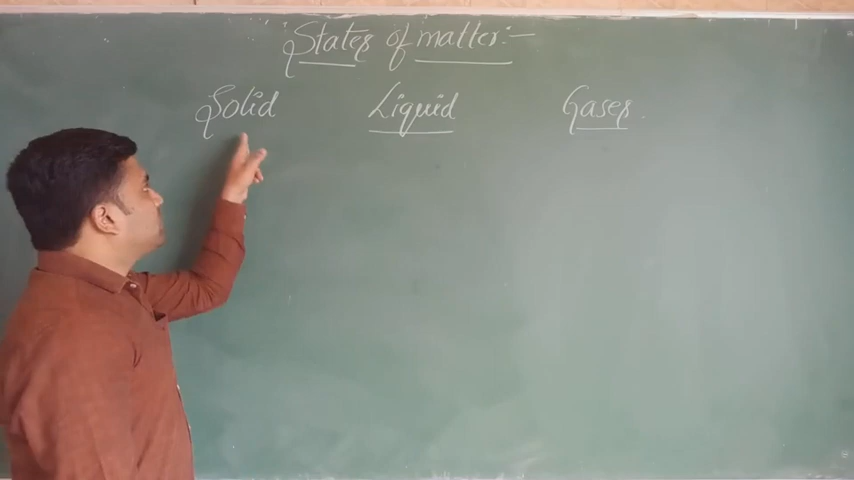 States of matter:-
Solid Liquid Gases.